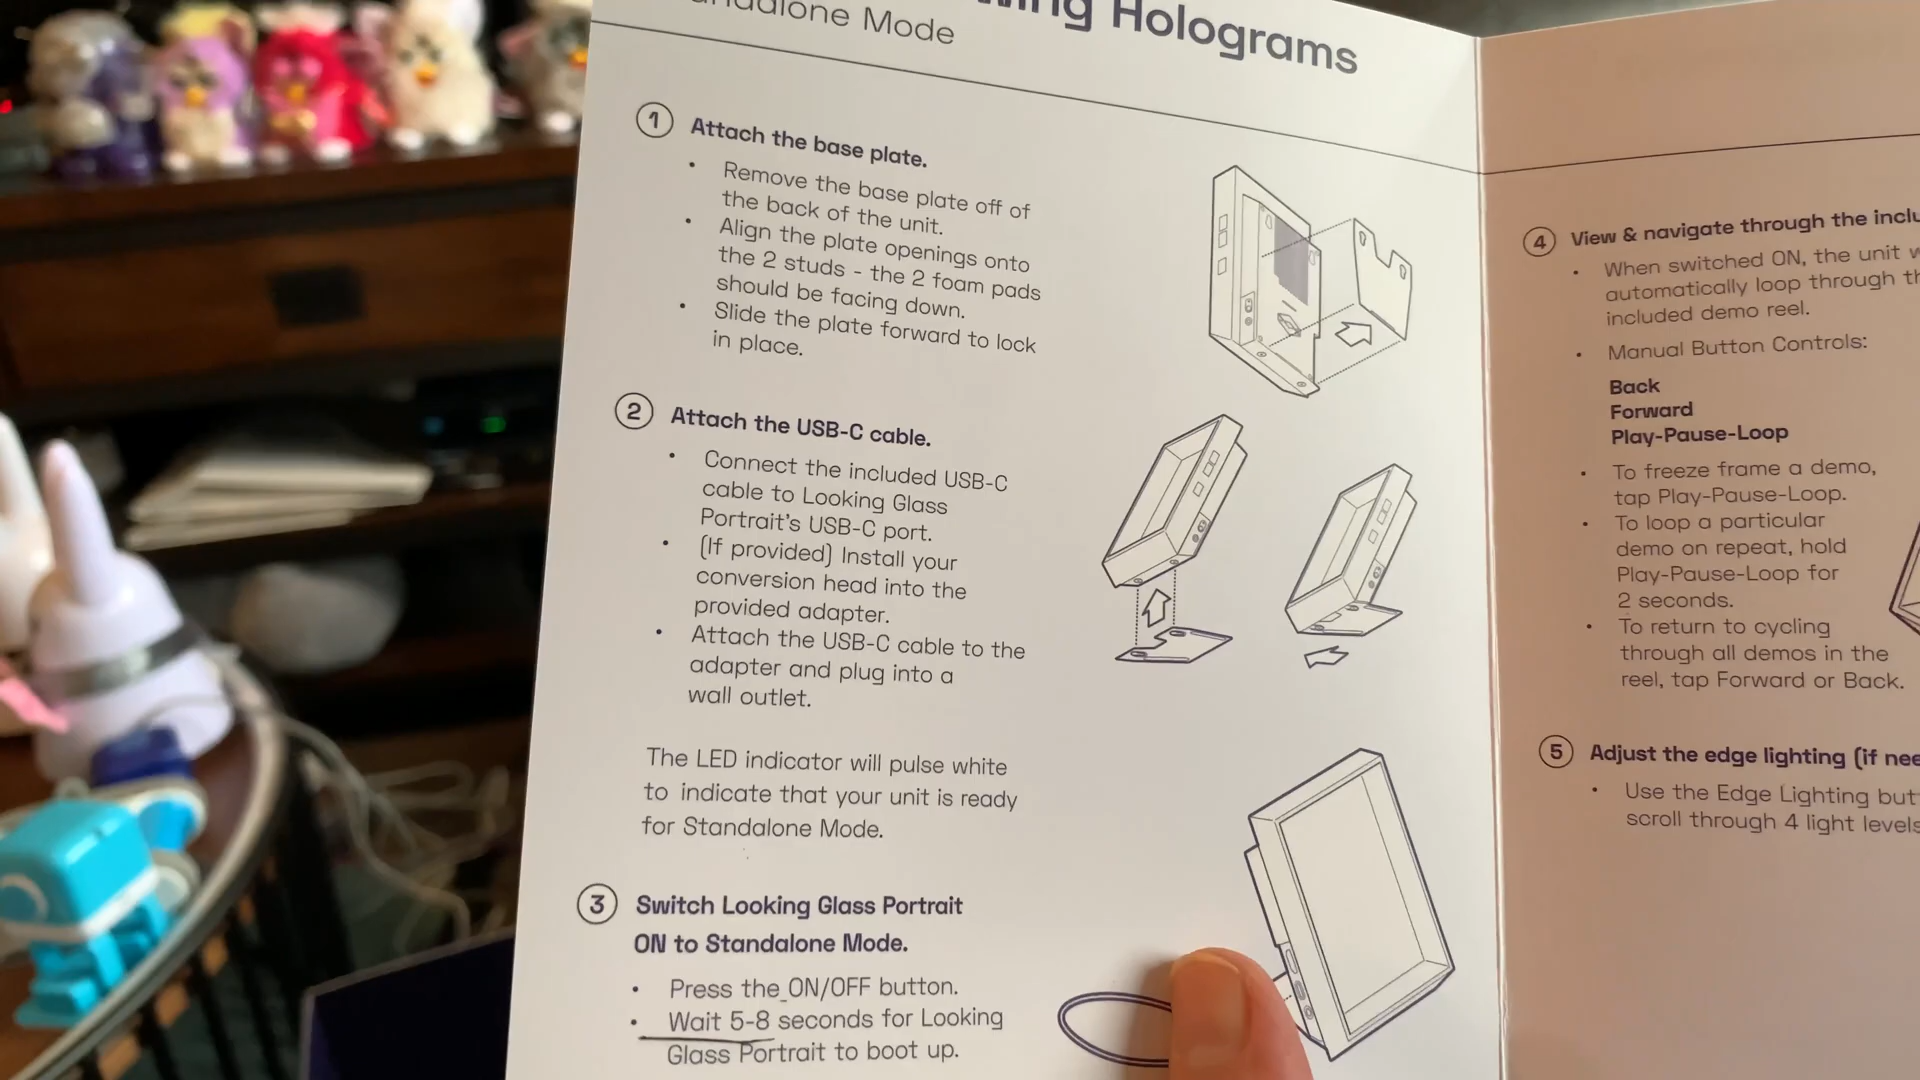 Holograms
Mode
1 Attach the base plate.
• Remove the base plate off of
the back of the unit.
• Align the plate openings onto
the 2 studs - the 2 foam pads
should be facing down.
• Slide the plate forward to lock
in place.
2 Attach the USB-C cable.
• Connect the included USB-C
cable to Looking Glass
Portrait's USB-C port.
• (If provided) Install your
conversion head into the
provided adapter.
• Attach the USB-C cable to the
adapter and plug into a
wall outlet.
The LED indicator will pulse white
to indicate that your unit is ready
for Standalone Mode.
3 Switch Looking Glass Portrait
ON to Standalone Mode.
• Press the ON/OFF button.
• Wait 5-8 seconds for Looking
Glass Portrait to boot up.
4 View & navigate through the
• When switched ON, the unit
automatically loop through
included demo reel.
• Manual Button Controls:
Back
Forward
Play-Pause-Loop
• To freeze frame a demo,
tap Play-Pause-Loop.
• To loop a particular
demo on repeat, hold
Play-Pause-Loop for
2 seconds.
• To return to cycling
through all demos in the
reel, tap Forward or Back.
5 Adjust the edge lighting (if
• Use the Edge Lighting
scroll through 4 light levels